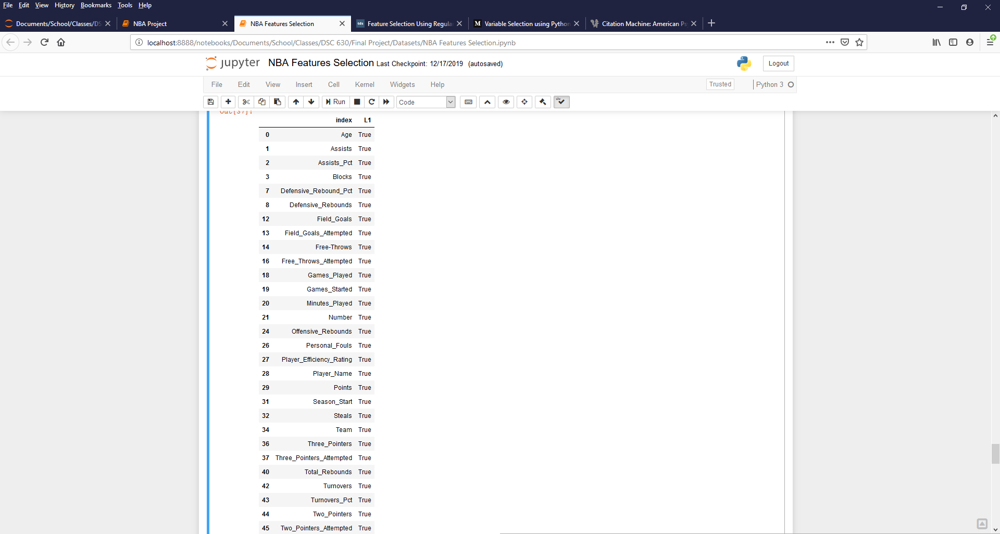 File Edit View History Bookmarks Tools Help
Documents/School/Classes/DS
NBA Project
NBA Features Selection
tds Feature Selection Using Regula
M Variable Selection using Python
Citation Machine: American Ps
localhost:8888/notebooks/Documents/School/Classes/DSC 630/Final Project/Datasets/NBA Features Selection.ipynb
jupyter NBA Features Selection Last Checkpoint: 12/17/2019 (autosaved)
Logout
File Edit View Insert Cell Kernel Widgets Help
Trusted
Python 3
Run
Code
abc
Out[37]:
index L1
0 Age True
1 Assists True
2 Assists_Pct True
3 Blocks True
7 Defensive_Rebound_Pct True
8 Defensive_Rebounds True
12 Field_Goals True
13 Field_Goals_Attempted True
14 Free-Throws True
16 Free_Throws_Attempted True
18 Games_Played True
19 Games_Started True
20 Minutes_Played True
21 Number True
24 Offensive_Rebounds True
26 Personal_Fouls True
27 Player_Efficiency_Rating True
28 Player_Name True
29 Points True
31 Season_Start True
32 Steals True
34 Team True
36 Three_Pointers True
37 Three_Pointers_Attempted True
40 Total_Rebounds True
42 Turnovers True
43 Turnovers_Pct True
44 Two_Pointers True
45 Two_Pointers_Attempted True